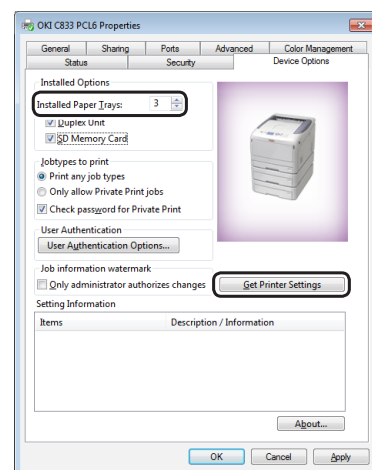 OKI C833 PCL6 Properties
General Sharing Ports Advanced Color Management
Status Security Device Options
Installed Options
Installed Paper Trays: 3
Duplex Unit
SD Memory Card
Jobtypes to print
Print any job types
Only allow Private Print jobs
Check password for Private Print
User Authentication
User Authentication Options...
Job information watermark
Only administrator authorizes changes Get Printer Settings
Setting Information
Items Description / Information
About...
OK Cancel Apply